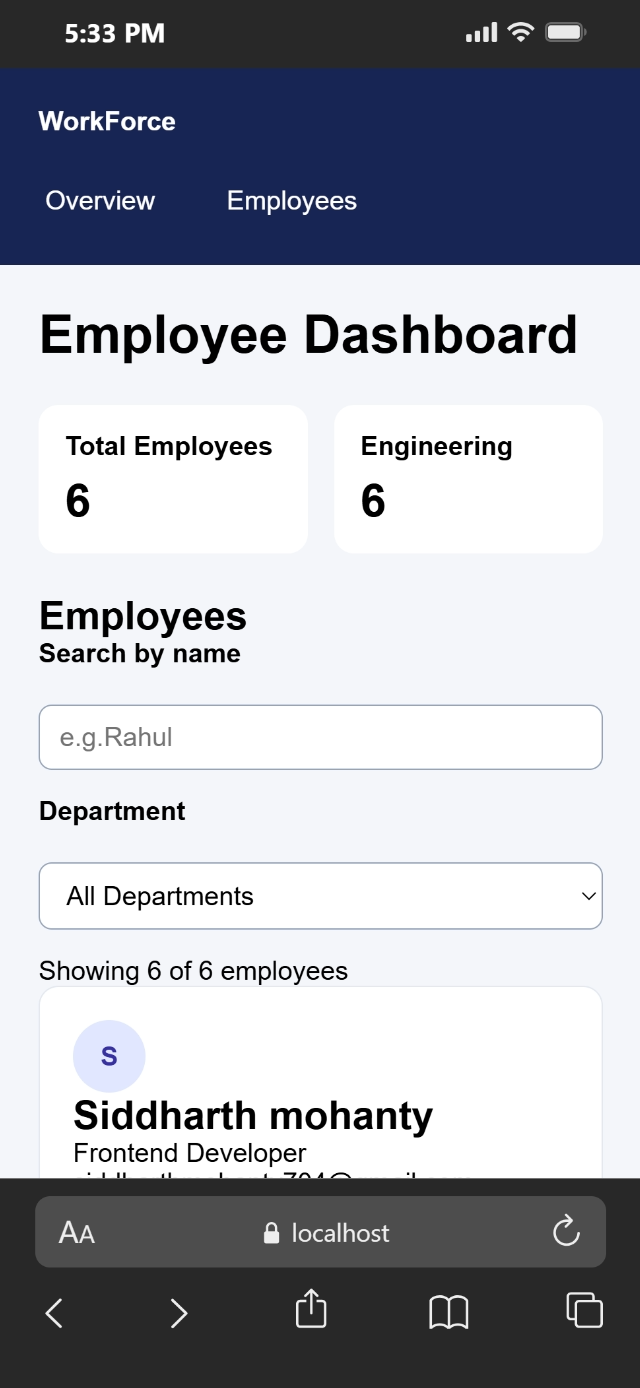 5:33 PM
WorkForce
Overview Employees
Employee Dashboard
Total Employees Engineering
6 6
Employees
Search by name
e.g.Rahul
Department
All Departments
Showing 6 of 6 employees
S
Siddharth mohanty
Frontend Developer
AA localhost